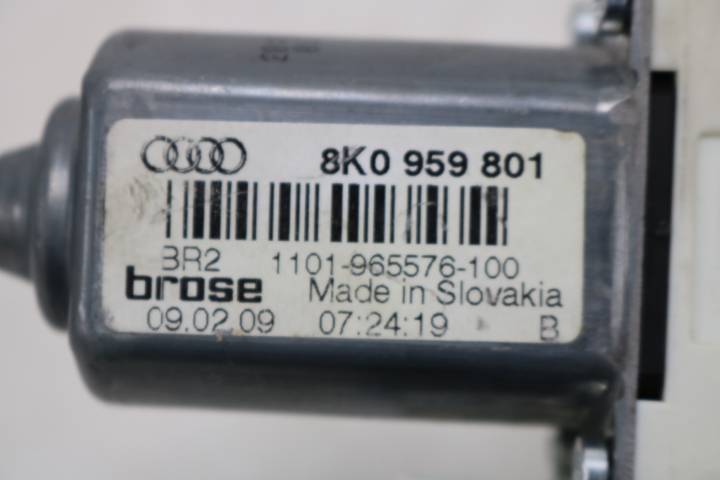 8K0 959 801
BR2 1101-965576-100
brose Made in Slovakia
09.02.09 07:24:19 B